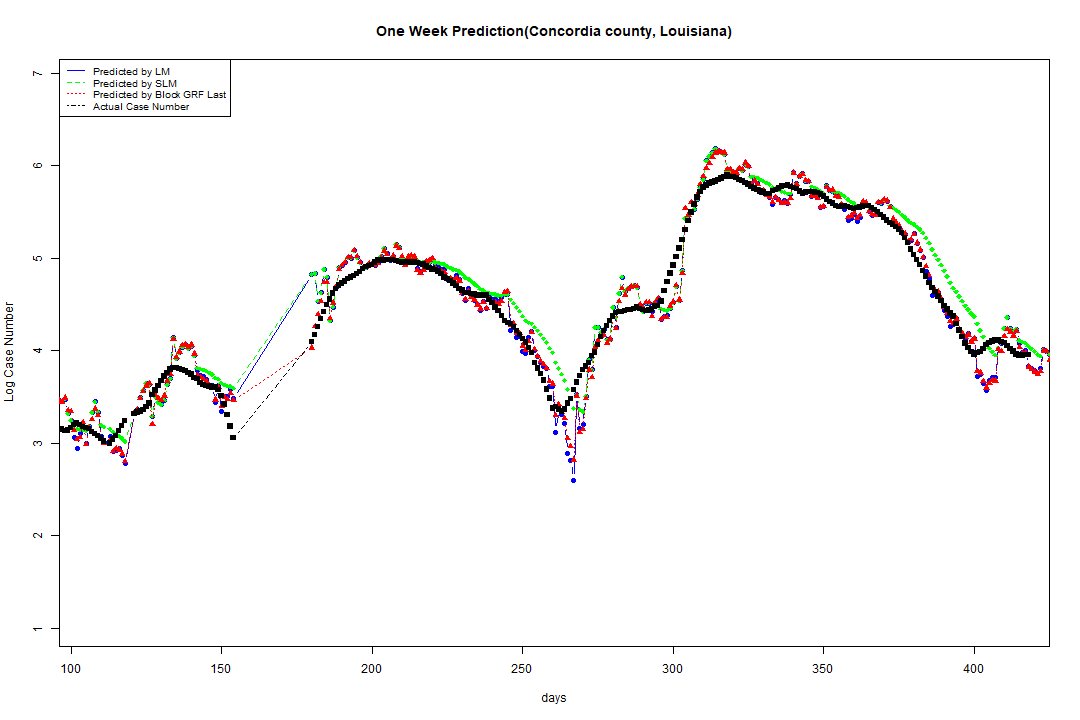 One Week Prediction(Concordia county, Louisiana)
Predicted by LM
Predicted by SLM
Predicted by Block GRF Last
Actual Case Number
7
6
5
4
3
2
1
Log Case Number
100 150 200 250 300 350 400
days